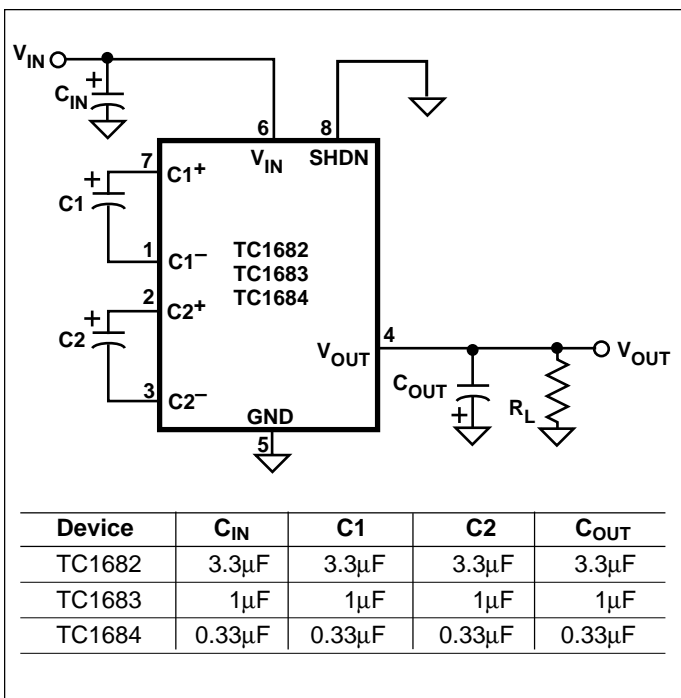 VIN
+
CIN
6
8
VIN
SHDN
7
C1+
+
C1
1
C1–
TC1682
TC1683
TC1684
2
C2+
+
C2
3
C2–
VOUT
4
VOUT
COUT
+
RL
GND
5
Device CIN C1 C2 COUT
TC1682 3.3µF 3.3µF 3.3µF 3.3µF
TC1683 1µF 1µF 1µF 1µF
TC1684 0.33µF 0.33µF 0.33µF 0.33µF